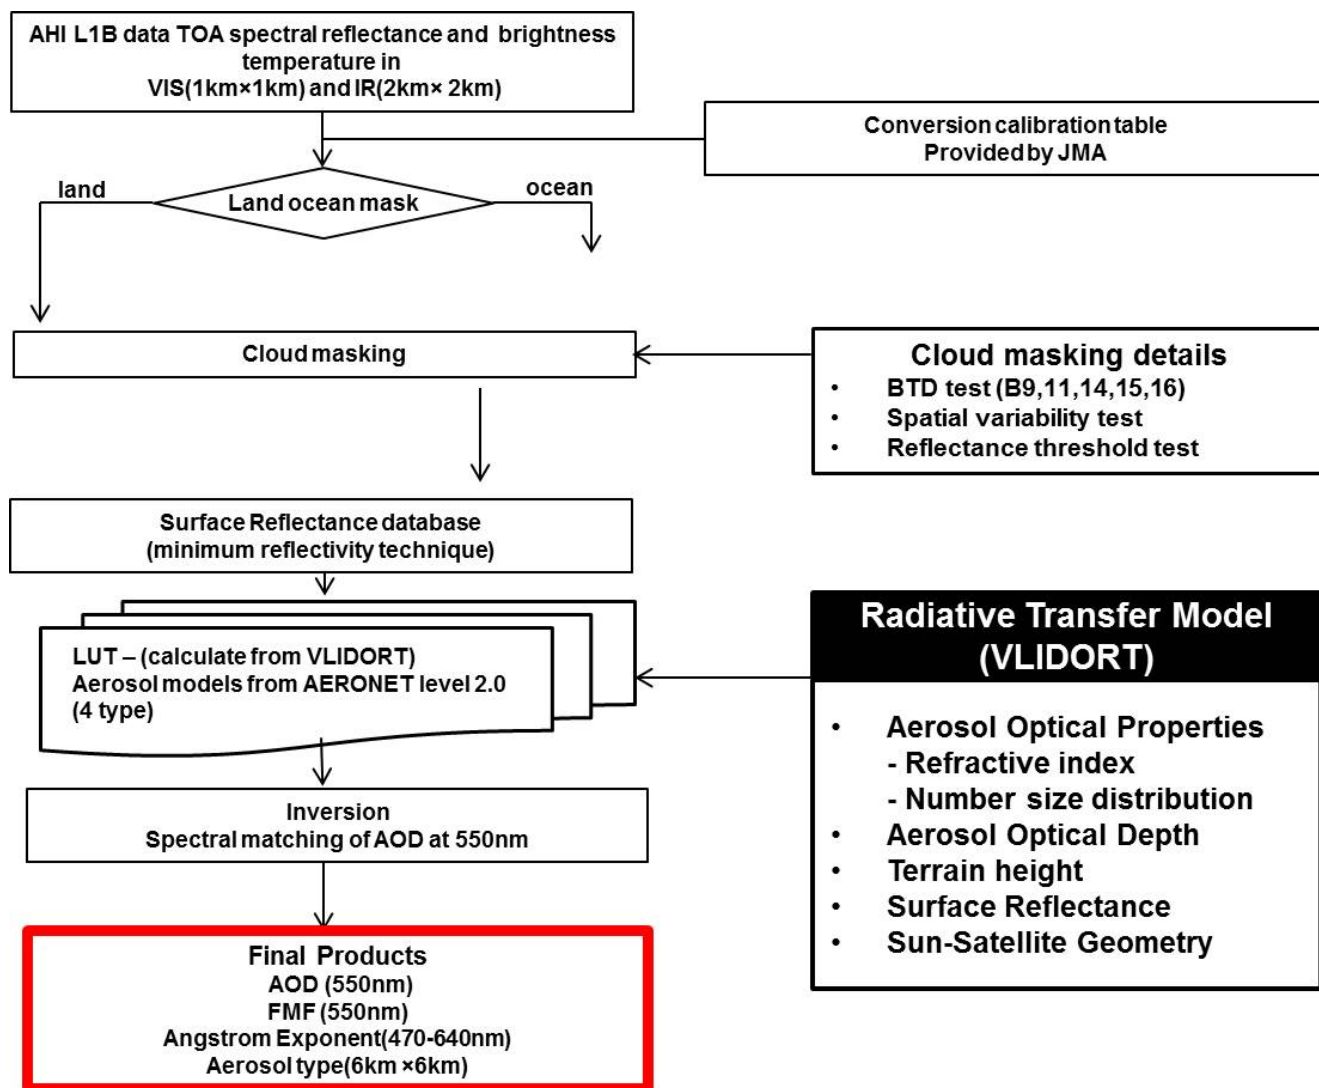 AHI L1B data TOA spectral reflectance and brightness
temperature in
VIS(1km×1km) and IR(2km× 2km)
Conversion calibration table
Provided by JMA
land
Land ocean mask
ocean
Cloud masking
Cloud masking details
• BTD test (B9,11,14,15,16)
• Spatial variability test
• Reflectance threshold test
Surface Reflectance database
(minimum reflectivity technique)
LUT – (calculate from VLIDORT)
Aerosol models from AERONET level 2.0
(4 type)
Radiative Transfer Model
(VLIDORT)
• Aerosol Optical Properties
- Refractive index
- Number size distribution
• Aerosol Optical Depth
• Terrain height
• Surface Reflectance
• Sun-Satellite Geometry
Inversion
Spectral matching of AOD at 550nm
Final Products
AOD (550nm)
FMF (550nm)
Angstrom Exponent(470-640nm)
Aerosol type(6km ×6km)